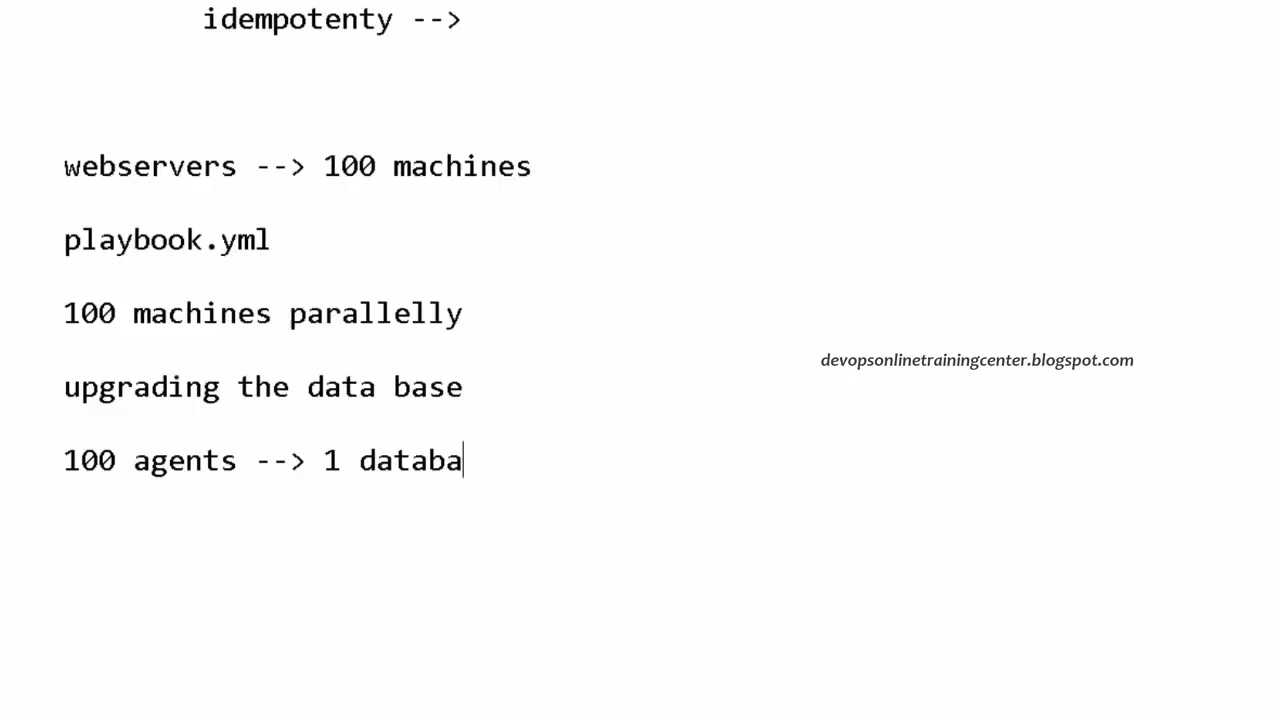 idempotenty -->
webservers --> 100 machines
playbook.yml
100 machines parallelly
devopsonlinetrainingcenter.blogspot.com
upgrading the data base
100 agents --> 1 databa